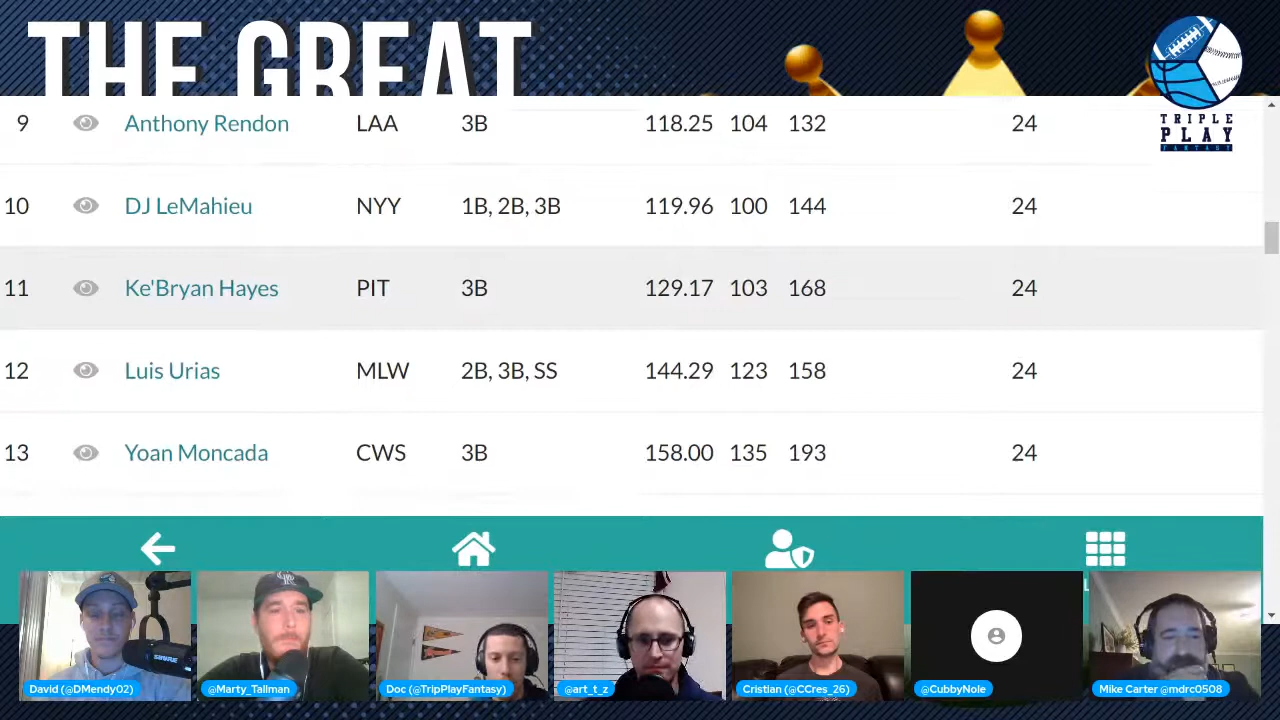 THE GREAT
TRIPLE
PLAY
FANTASY
9 Anthony Rendon LAA 3B 118.25 104 132 24
10 DJ LeMahieu NYY 1B, 2B, 3B 119.96 100 144 24
11 Ke'Bryan Hayes PIT 3B 129.17 103 168 24
12 Luis Urias MLW 2B, 3B, SS 144.29 123 158 24
13 Yoan Moncada CWS 3B 158.00 135 193 24
David (@DMendy02) @Marty_Tallman Doc (@TripPlayFantasy) @art_t_z Cristian (@CCres_26) @CubbyNole Mike Carter @mdrc0508